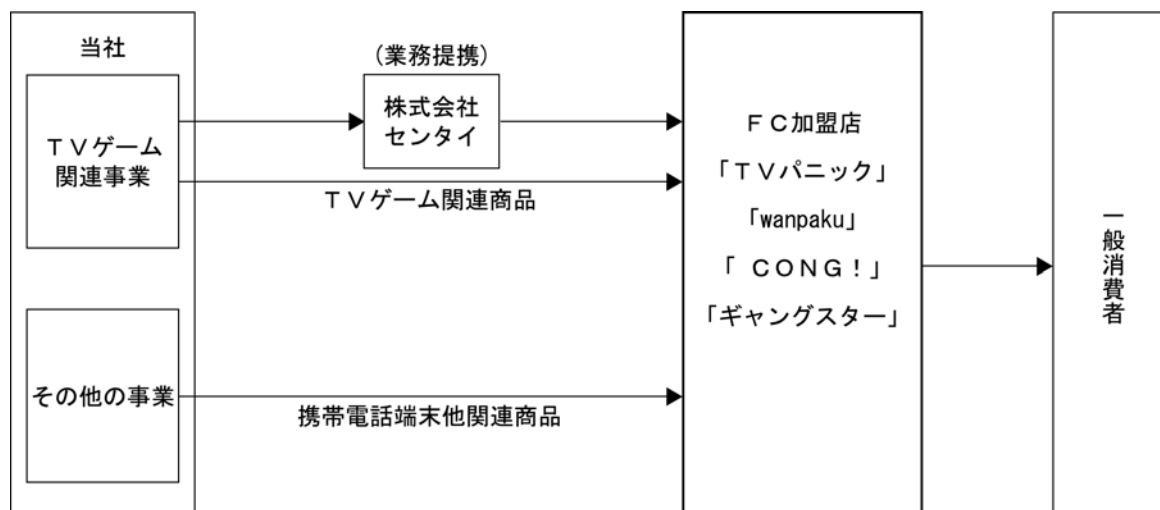 当社
TVゲーム
関連事業
(業務提携)
株式会社
センタイ
TVゲーム関連商品
その他の事業
携帯電話端末他関連商品
FC加盟店
「TVパニック」
「wanpaku」
「 CONG!」
「ギャングスター」
一般消費者